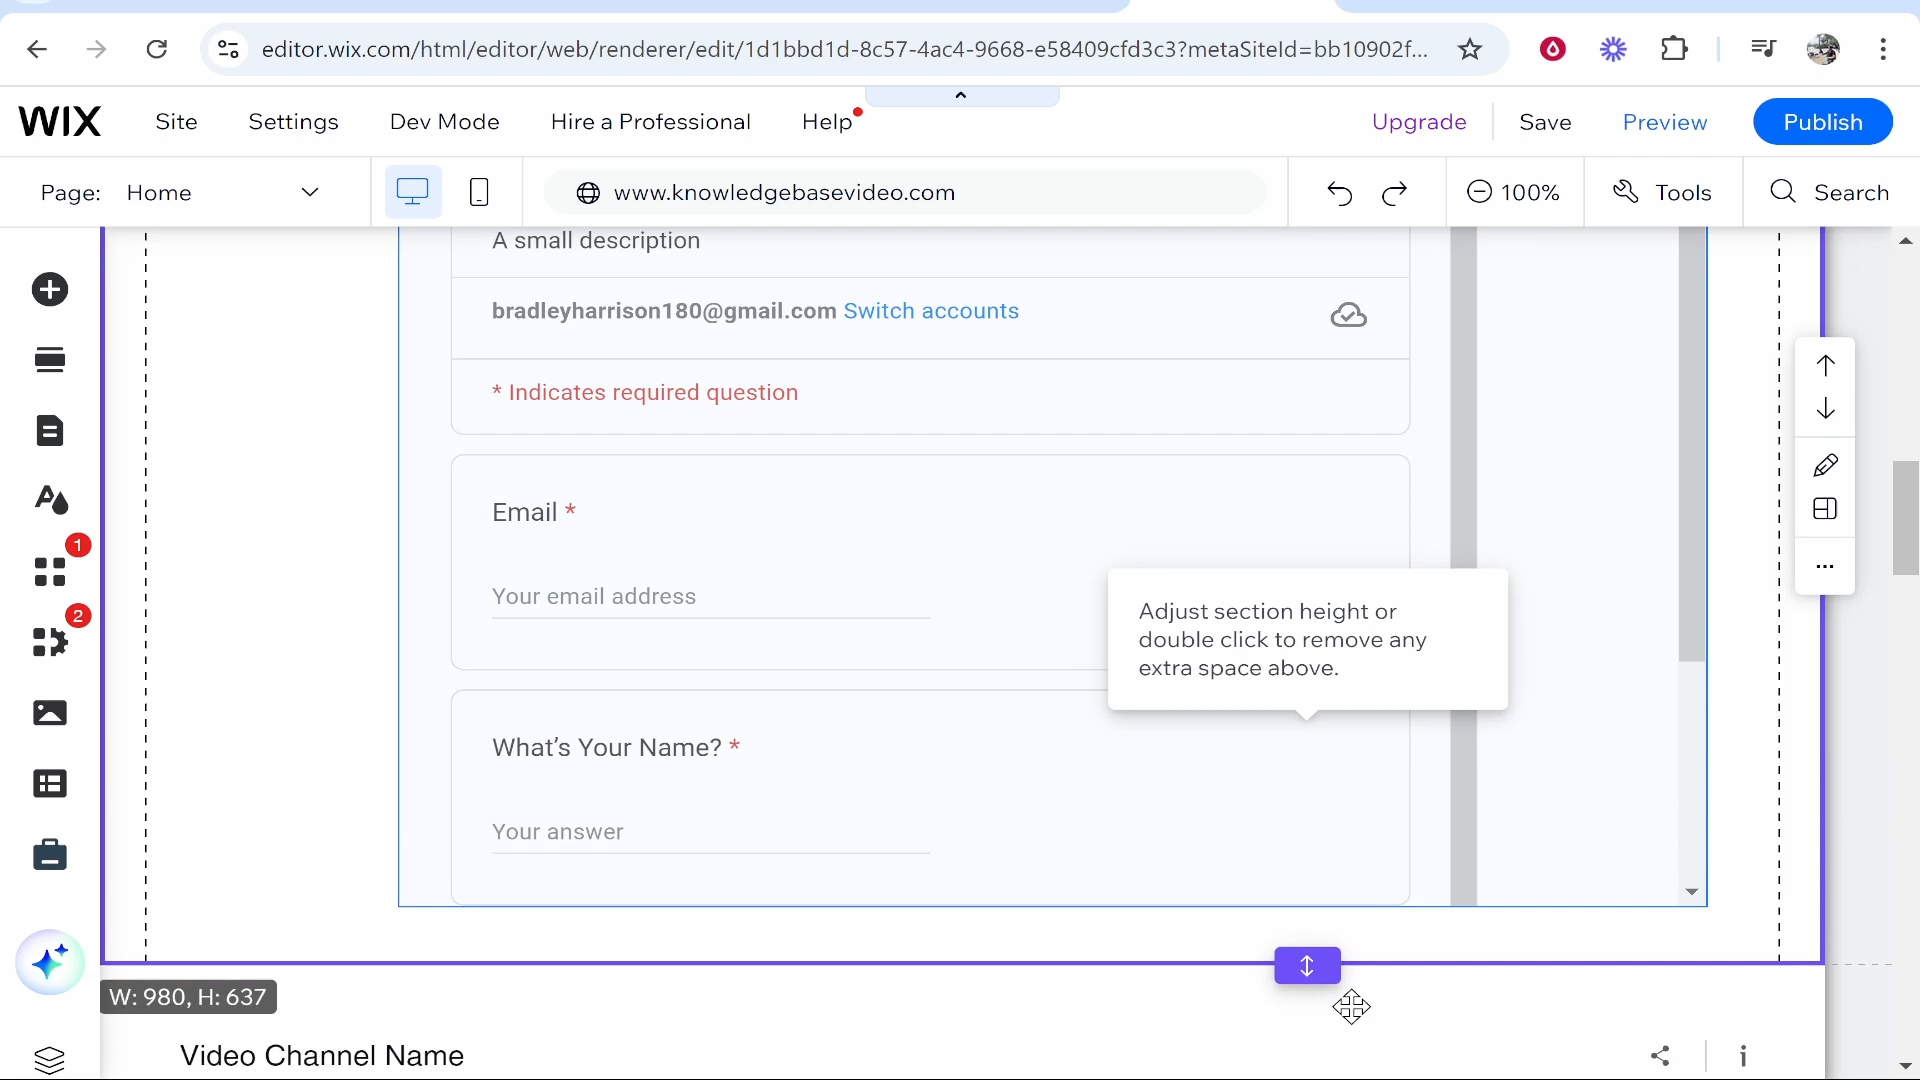 editor.wix.com/html/editor/web/renderer/edit/1d1bbd1d-8c57-4ac4-9668-e58409cfd3c3?metaSiteId=bb10902f...
WIX
Site
Settings
Dev Mode
Hire a Professional
Help
Upgrade
Save
Preview
Publish
Page: Home
www.knowledgebasevideo.com
100%
Tools
Search
A small description
bradleyharrison180@gmail.com Switch accounts
* Indicates required question
Email *
Your email address
1
2
Adjust section height or
double click to remove any
extra space above.
What's Your Name? *
Your answer
W: 980, H: 637
Video Channel Name